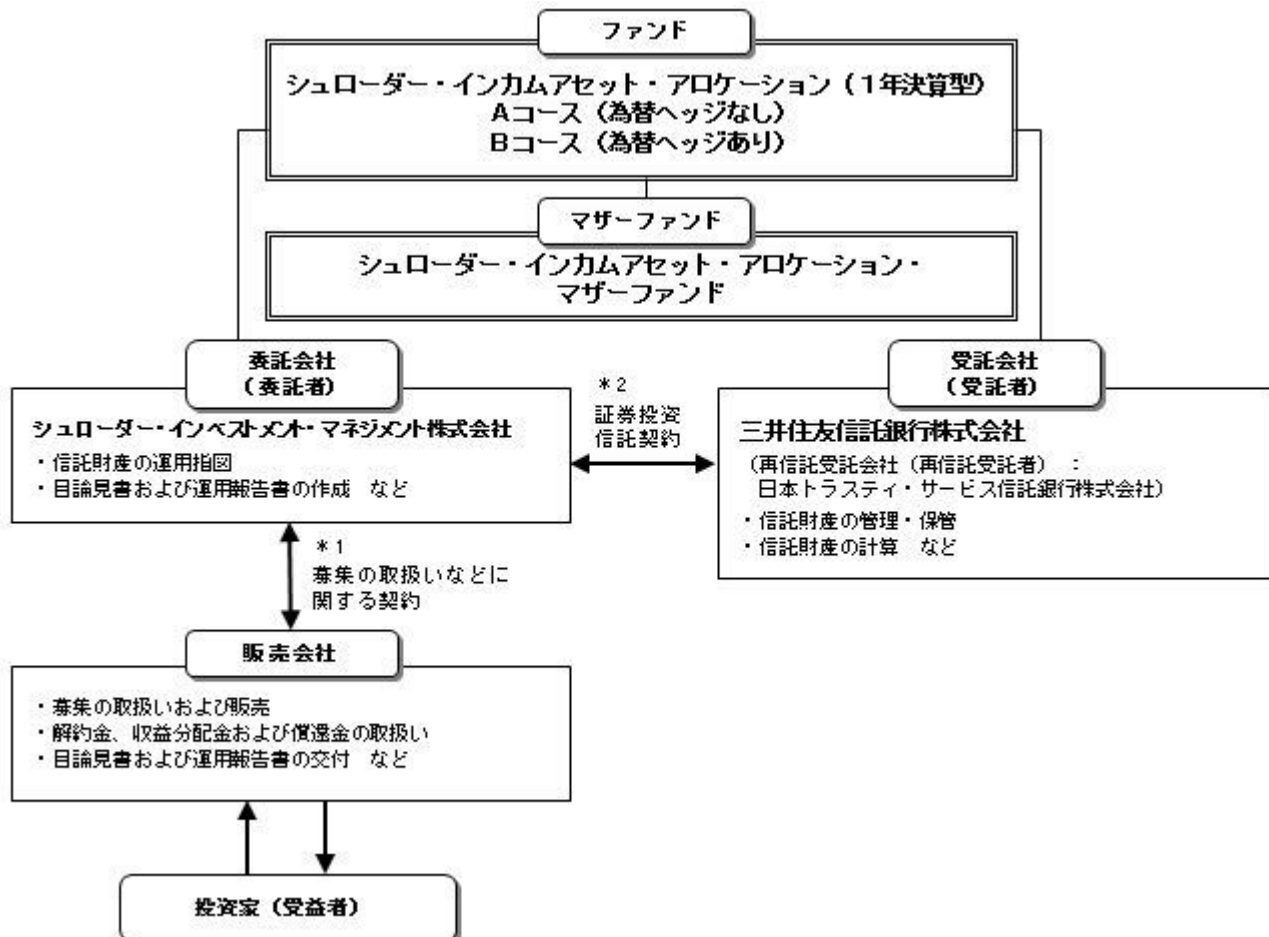 ファンド
シュローダー・インカムアセット・アロケーション（１年決算型）
Ａコース（為替ヘッジなし）
Ｂコース（為替ヘッジあり）
マザーファンド
シュローダー・インカムアセット・アロケーション・
マザーファンド
委託会社
（委託者）
シュローダー・インベストメント・マネジメント株式会社
・信託財産の運用指図
・目論見書および運用報告書の作成　など
＊２
証券投資
信託契約
受託会社
（受託者）
三井住友信託銀行株式会社
（再信託受託会社（再信託受託者）：
日本トラスティ・サービス信託銀行株式会社）
・信託財産の管理・保管
・信託財産の計算　など
＊１
募集の取扱いなどに
関する契約
販売会社
・募集の取扱いおよび販売
・解約金、収益分配金および償還金の取扱い
・目論見書および運用報告書の交付　など
投資家（受益者）